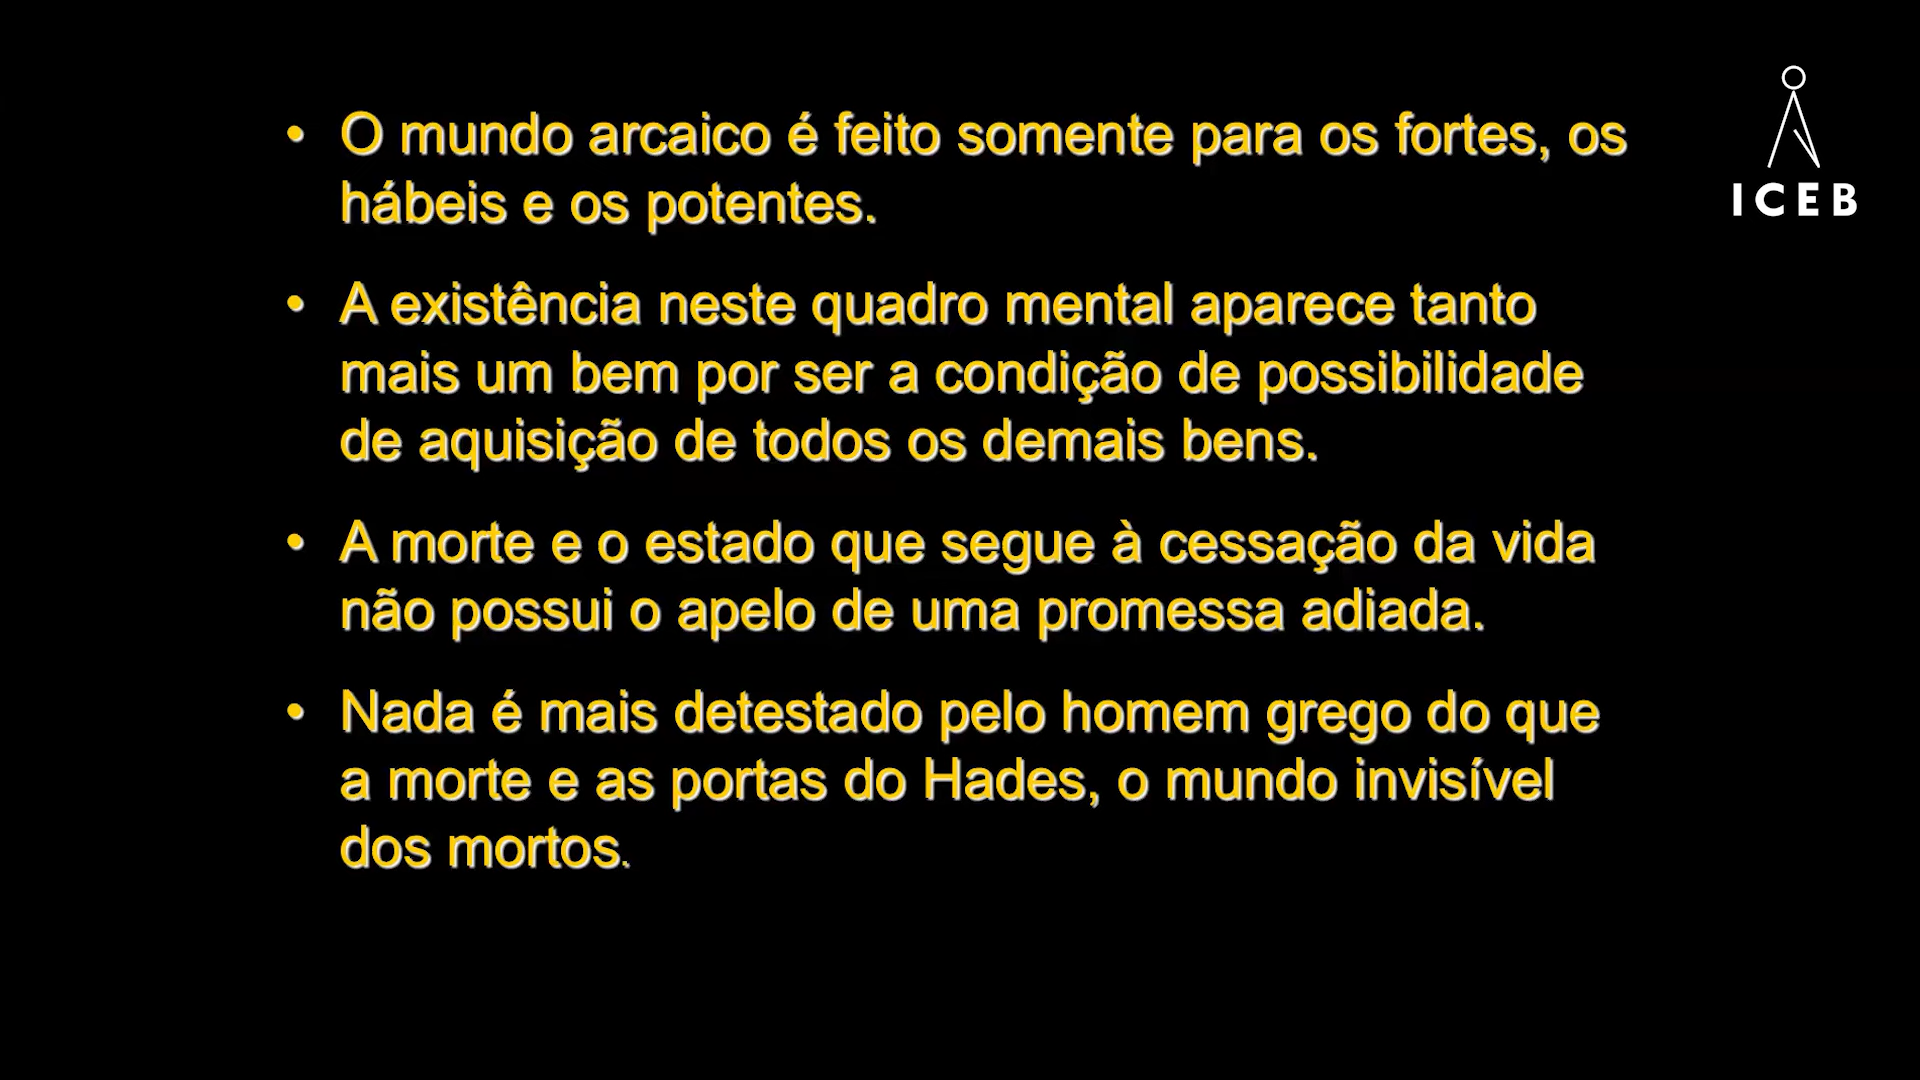 • O mundo arcaico é feito somente para os fortes, os
hábeis e os potentes.
• A existência neste quadro mental aparece tanto
mais um bem por ser a condição de possibilidade
de aquisição de todos os demais bens.
• A morte e o estado que segue à cessação da vida
não possui o apelo de uma promessa adiada.
• Nada é mais detestado pelo homem grego do que
a morte e as portas do Hades, o mundo invisível
dos mortos.
ICEB